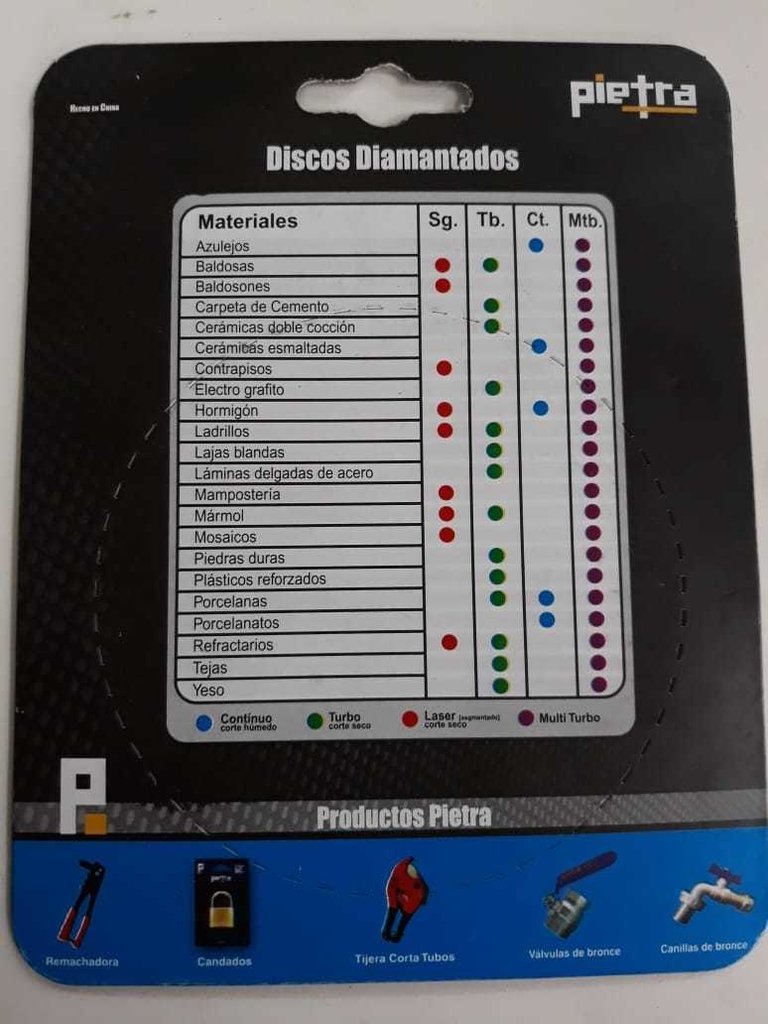 Hecho en China
pietra
Discos Diamantados
Materiales Sg. Tb. Ct. Mtb.
Azulejos
Baldosas
Baldosones
Carpeta de Cemento
Cerámicas doble cocción
Cerámicas esmaltadas
Contrapisos
Electro grafito
Hormigón
Ladrillos
Lajas blandas
Láminas delgadas de acero
Mampostería
Mármol
Mosaicos
Piedras duras
Plásticos reforzados
Porcelanas
Porcelanatos
Refractarios
Tejas
Yeso
Contínuo Turbo Laser (segmentado) Multi Turbo
corte húmedo corte seco corte seco
P
Productos Pietra
P
pietra
Remachadora Candados Tijera Corta Tubos Válvulas de bronce Canillas de bronce